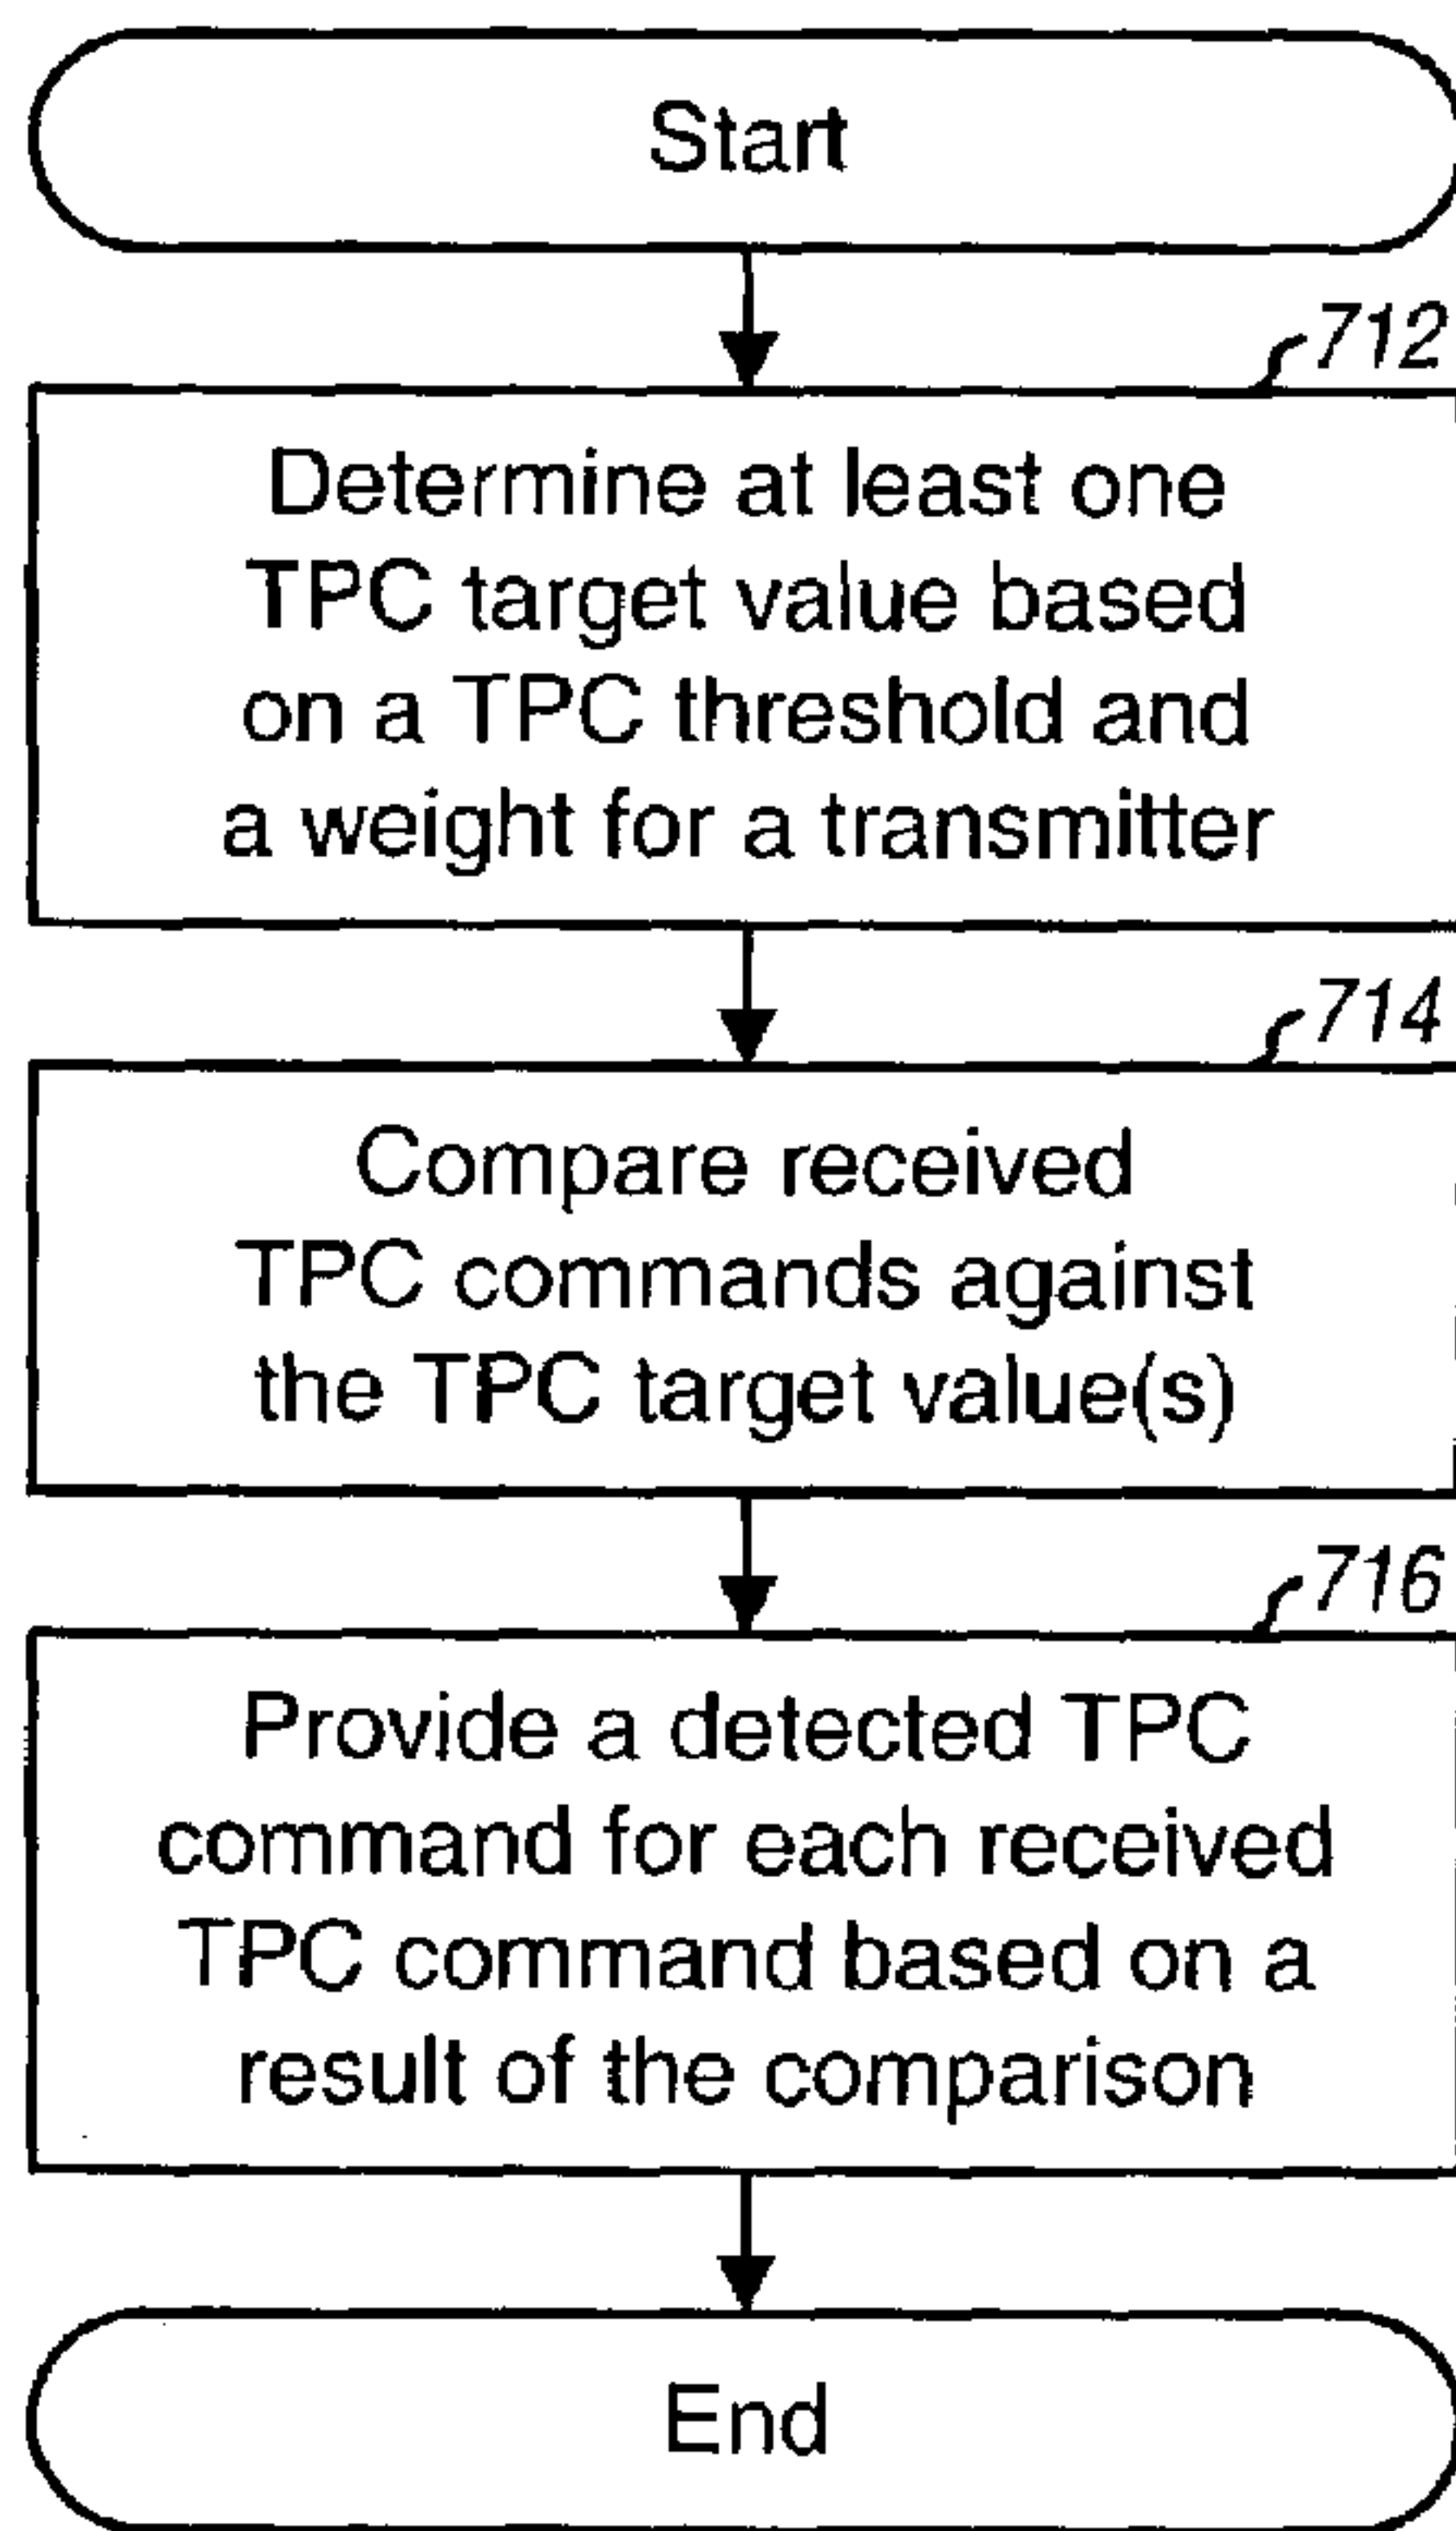 Start
712
Determine at least one
TPC target value based
on a TPC threshold and
a weight for a transmitter
714
Compare received
TPC commands against
the TPC target value(s)
716
Provide a detected TPC
command for each received
TPC command based on a
result of the comparison
End